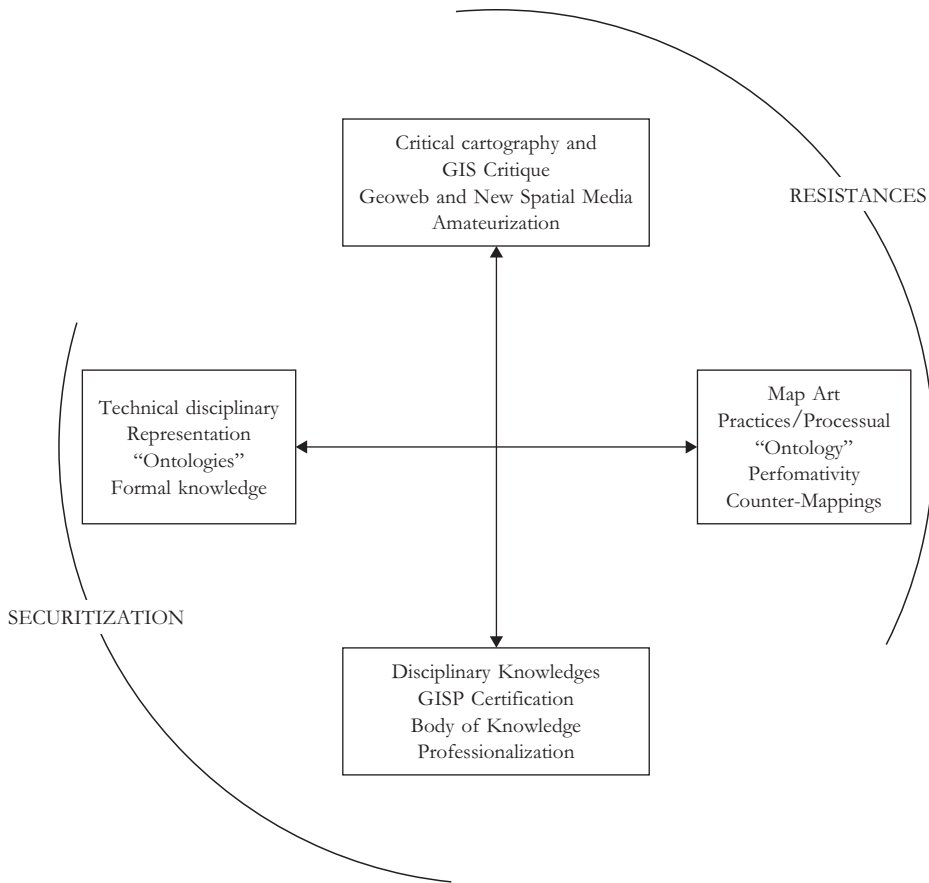 Critical cartography and
GIS Critique
Geoweb and New Spatial Media
Amateurization
RESISTANCES
Technical disciplinary
Representation
“Ontologies”
Formal knowledge
Map Art
Practices/Processual
“Ontology”
Perfomativity
Counter-Mappings
SECURITIZATION
Disciplinary Knowledges
GISP Certification
Body of Knowledge
Professionalization